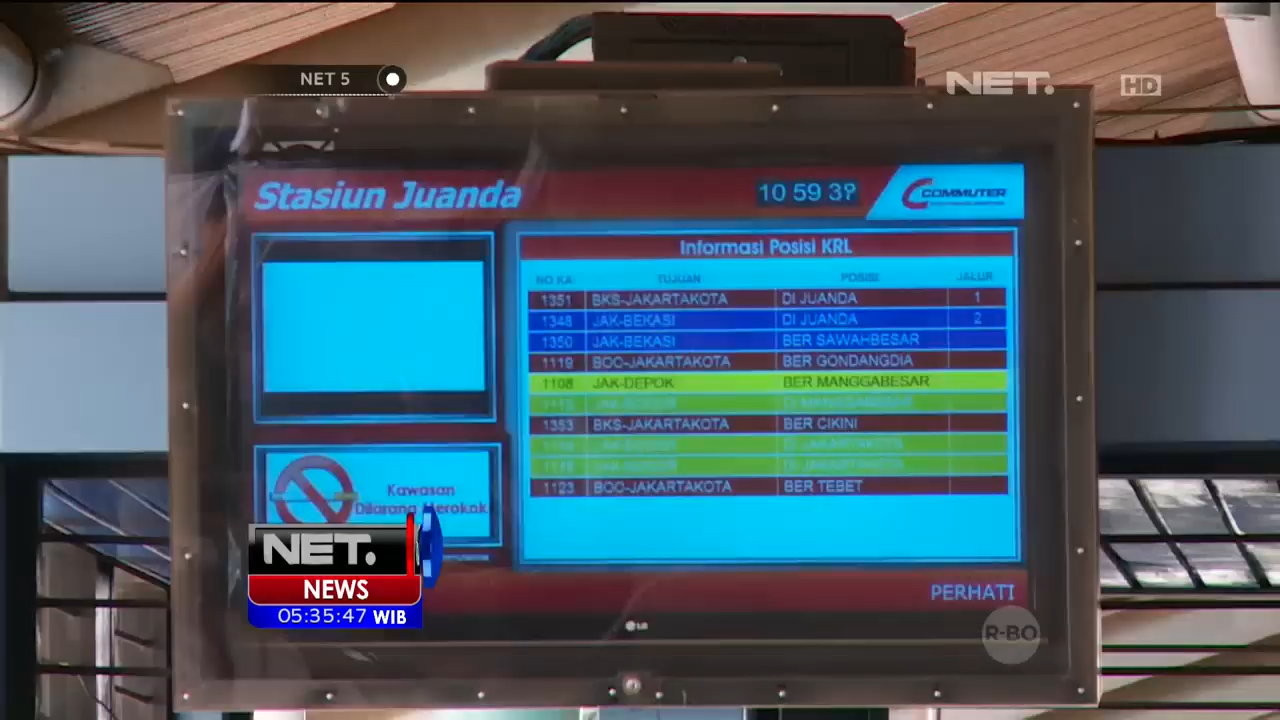 NET 5
NET. HD
Stasiun Juanda
10 59
COMMUTER
Informasi Posisi KRL
NO KA TUJUAN POSISI JALUR
1351 BKS-JAKARTAKOTA DI JUANDA 1
1348 JAK-BEKASI DI JUANDA 2
1350 JAK-BEKASI BER SAWAHBESAR
1119 BOO-JAKARTAKOTA BER GONDANGDIA
1108 JAK-DEPOK BER MANGGABESAR
1353 BKS-JAKARTAKOTA BER CIKINI
1123 BOO-JAKARTAKOTA BER TEBET
Kawasan
Dilarang Merokok
NET.
NEWS
05:35:47 WIB
PERHATI
LG
R-BO